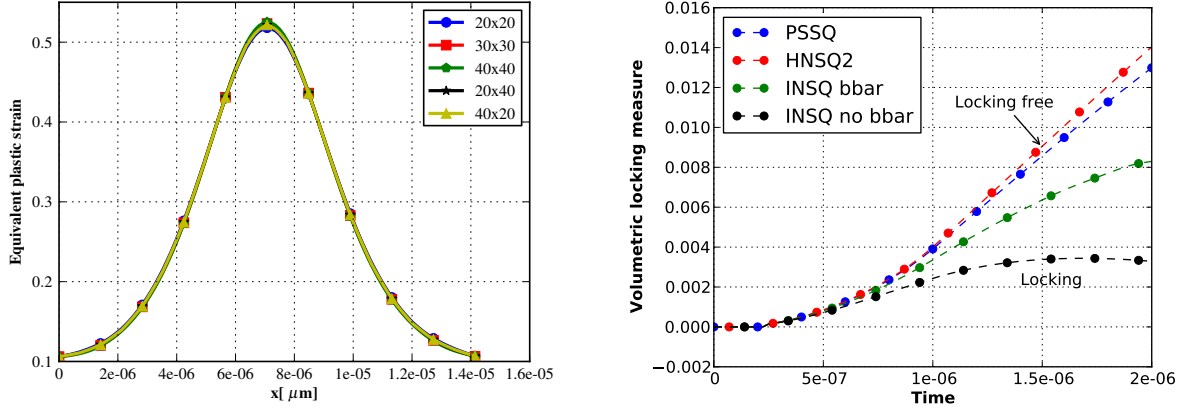 Equivalent plastic strain
0.5
0.4
0.3
0.2
0.1
0
2e-06
4e-06
6e-06
8e-06
1e-05
1.2e-05
1.4e-05
1.6e-05
x[ μm]
20x20
30x30
40x40
20x40
40x20
Volumetric locking measure
0.016
0.014
0.012
0.010
0.008
0.006
0.004
0.002
0.000
−0.002
0
5e-07
1e-06
1.5e-06
2e-06
Time
PSSQ
HNSQ2
INSQ bbar
INSQ no bbar
Locking free
Locking